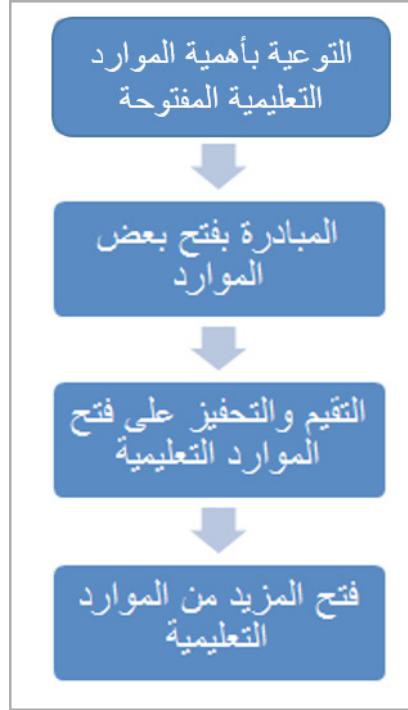 التوعية بأهمية الموارد
التعليمية المفتوحة
المبادرة بفتح بعض
الموارد
التقيم والتحفيز على فتح
الموارد التعليمية
فتح المزيد من الموارد
التعليمية